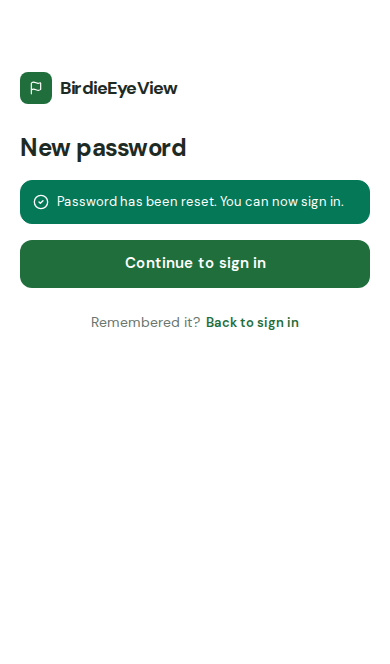 BirdieEyeView
New password
Password has been reset. You can now sign in.
Continue to sign in
Remembered it? Back to sign in